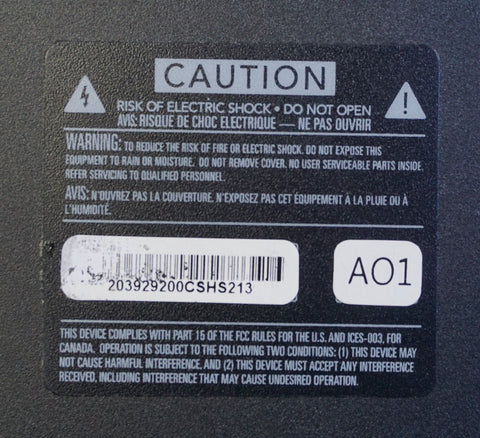 CAUTION
RISK OF ELECTRIC SHOCK • DO NOT OPEN
AVIS: RISQUE DE CHOC ELECTRIQUE — NE PAS OUVRIR
WARNING: TO REDUCE THE RISK OF FIRE OR ELECTRIC SHOCK. DO NOT EXPOSE THIS
EQUIPMENT TO RAIN OR MOISTURE. DO NOT REMOVE COVER. NO USER SERVICEABLE PARTS INSIDE.
REFER SERVICING TO QUALIFIED PERSONNEL.
AVIS: N'OUVREZ PAS LA COUVERTURE. N'EXPOSEZ PAS CET ÉQUIPEMENT À LA PLUIE OU À
L'HUMIDITÉ.
203929200CSHS213
A01
THIS DEVICE COMPLIES WITH PART 15 OF THE FCC RULES FOR THE U.S. AND ICES-003, FOR
CANADA. OPERATION IS SUBJECT TO THE FOLLOWING TWO CONDITIONS: (1) THIS DEVICE MAY
NOT CAUSE HARMFUL INTERFERENCE, AND (2) THIS DEVICE MUST ACCEPT ANY INTERFERENCE
RECEIVED, INCLUDING INTERFERENCE THAT MAY CAUSE UNDESIRED OPERATION.